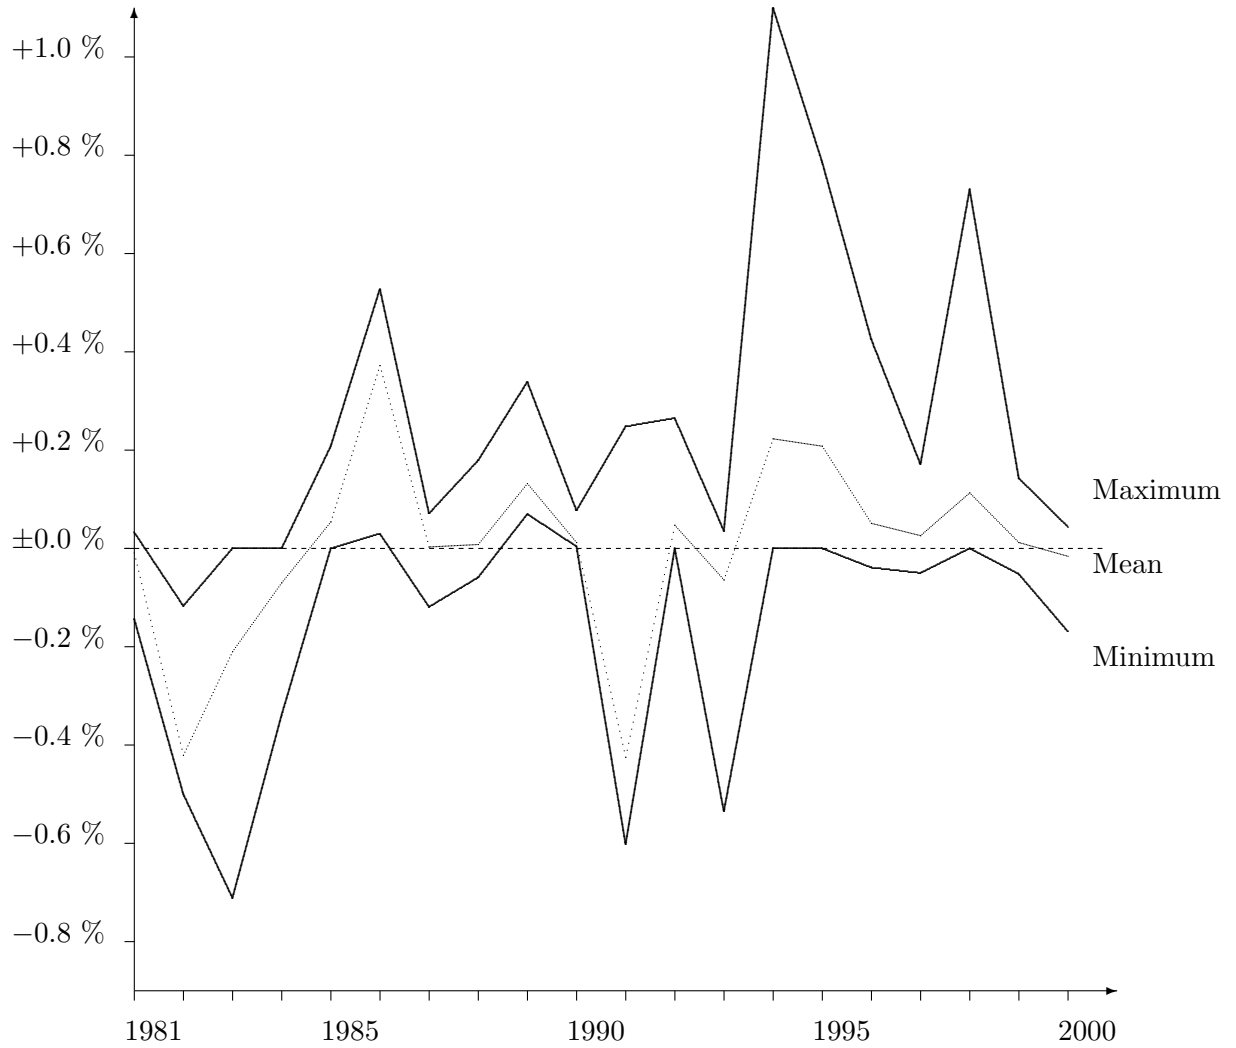 +1.0 %
+0.8 %
+0.6 %
+0.4 %
+0.2 %
Maximum
±0.0 %
Mean
−0.2 %
Minimum
−0.4 %
−0.6 %
−0.8 %
1981 1985 1990 1995 2000